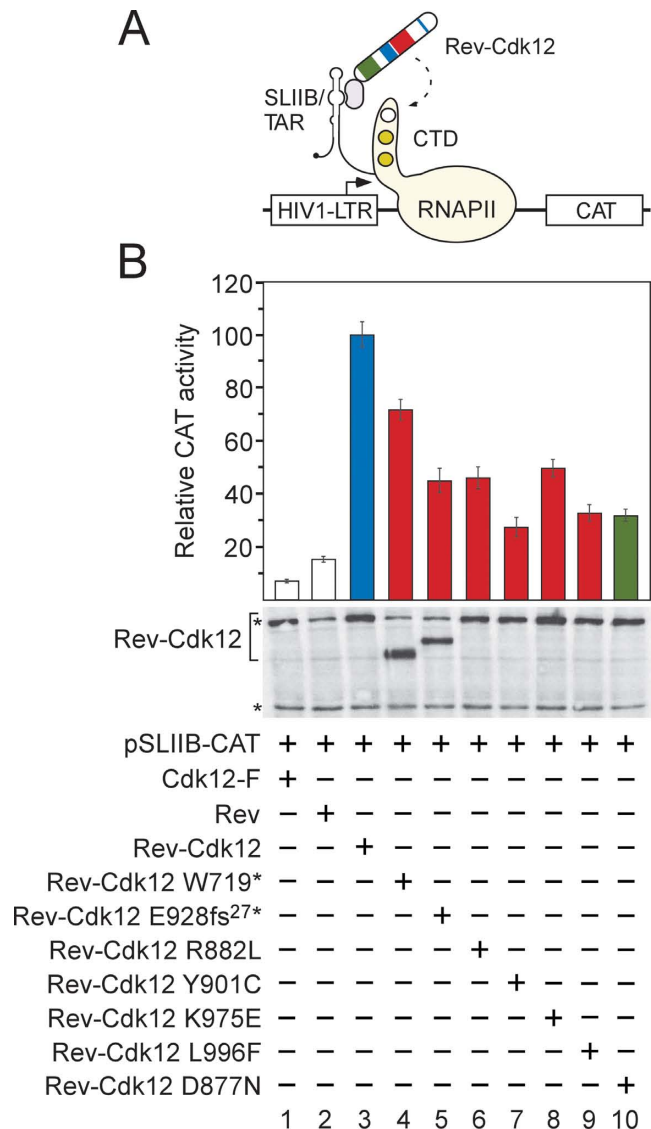 A
Rev-Cdk12
SLIIB/
TAR
CTD
HIV1-LTR
RNAPII
CAT
B
Relative CAT activity
120
100
80
60
40
20
Rev-Cdk12
*
*
pSLIIB-CAT + + + + + + + + + +
Cdk12-F + – – – – – – – – –
Rev – + – – – – – – – –
Rev-Cdk12 – – + – – – – – – –
Rev-Cdk12 W719* – – – + – – – – – –
Rev-Cdk12 E928fs27* – – – – + – – – – –
Rev-Cdk12 R882L – – – – – + – – – –
Rev-Cdk12 Y901C – – – – – – + – – –
Rev-Cdk12 K975E – – – – – – – + – –
Rev-Cdk12 L996F – – – – – – – – + –
Rev-Cdk12 D877N – – – – – – – – – +
1 2 3 4 5 6 7 8 9 10